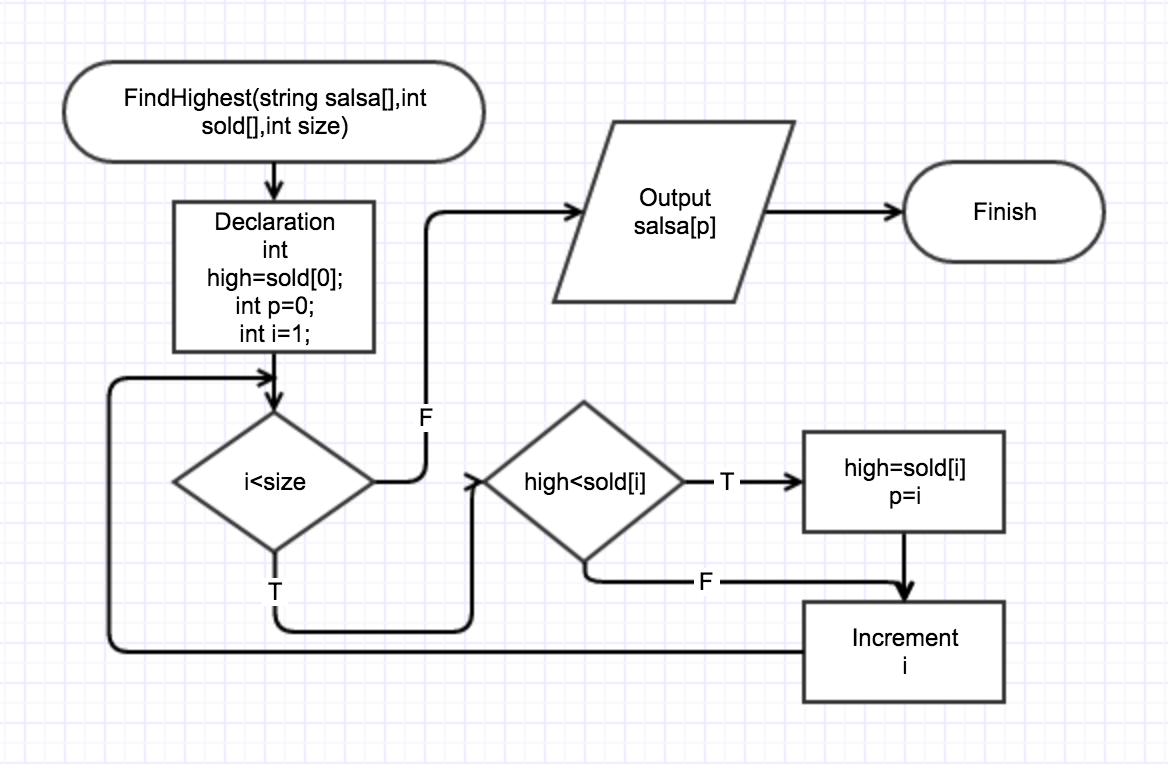 FindHighest(string salsa[],int
sold[],int size)
Declaration
int
high=sold[0];
int p=0;
int i=1;
Output
salsa[p]
Finish
F
i<size
T
high<sold[i]
T
high=sold[i]
p=i
F
Increment
i